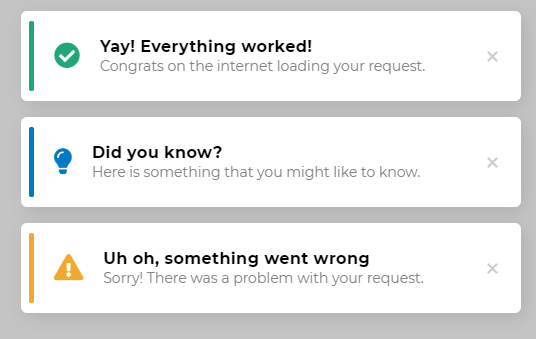 Yay! Everything worked!
Congrats on the internet loading your request.
Did you know?
Here is something that you might like to know.
Uh oh, something went wrong
Sorry! There was a problem with your request.